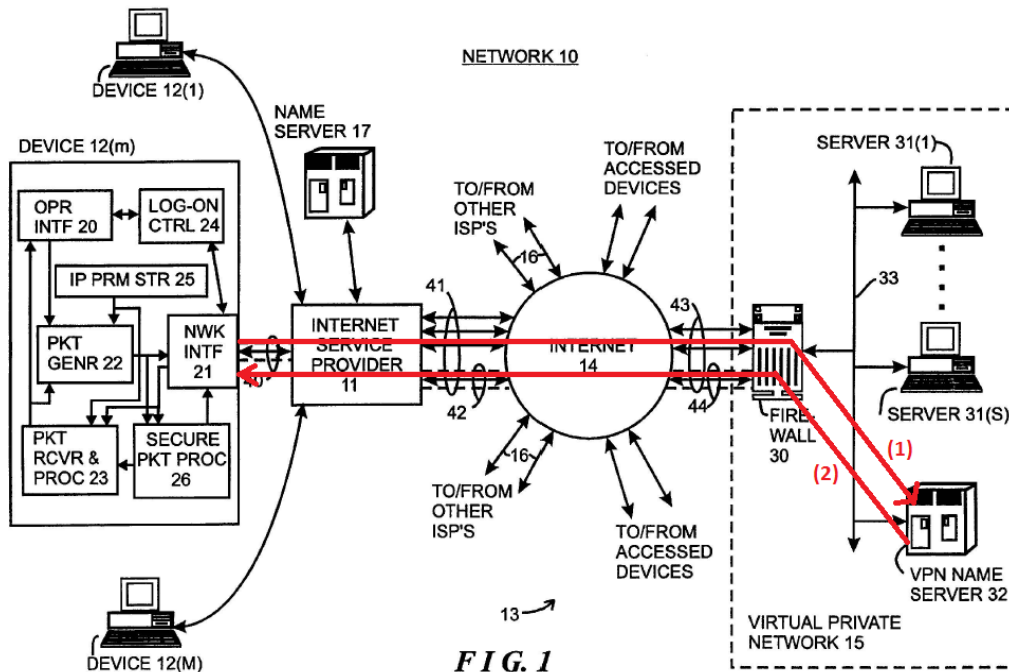 NETWORK 10
DEVICE 12(1)
NAME
SERVER 17
DEVICE 12(m)
OPR
INTF 20
LOG-ON
CTRL 24
IP PRM STR 25
PKT
GENR 22
NWK
INTF
21
PKT
RCVR &
PROC 23
SECURE
PKT PROC
26
INTERNET
SERVICE
PROVIDER
11
41
42
TO/FROM
OTHER
ISP'S
16
TO/FROM
ACCESSED
DEVICES
INTERNET
14
16
TO/FROM
OTHER
ISP'S
TO/FROM
ACCESSED
DEVICES
43
44
FIRE-
WALL
30
33
SERVER 31(1)
SERVER 31(S)
(1)
(2)
VPN NAME
SERVER 32
VIRTUAL PRIVATE
NETWORK 15
13
DEVICE 12(M)
FIG. 1